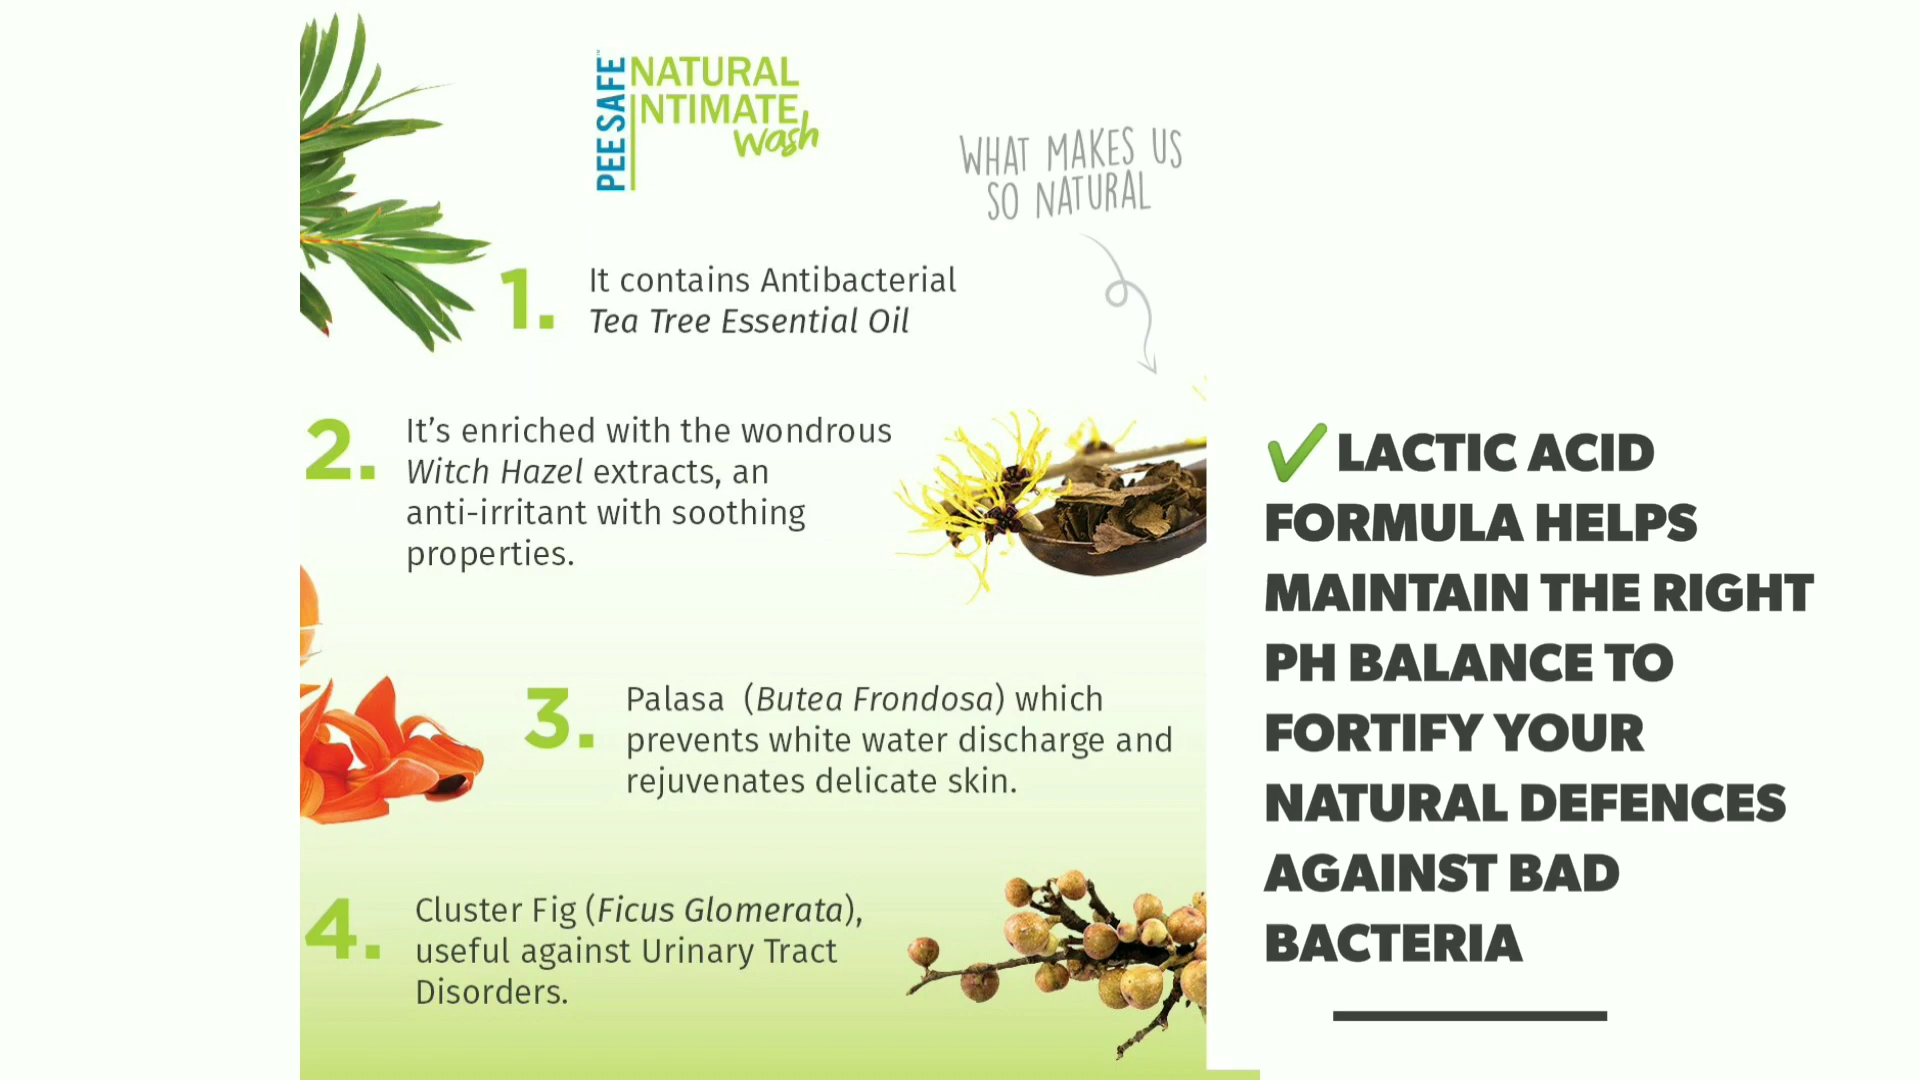 PEE SAFE™
NATURAL
INTIMATE
wash
WHAT MAKES US
SO NATURAL
1. It contains Antibacterial
Tea Tree Essential Oil
2. It's enriched with the wondrous
Witch Hazel extracts, an
anti-irritant with soothing
properties.
3. Palasa (Butea Frondosa) which
prevents white water discharge and
rejuvenates delicate skin.
4. Cluster Fig (Ficus Glomerata),
useful against Urinary Tract
Disorders.
✔ LACTIC ACID
FORMULA HELPS
MAINTAIN THE RIGHT
PH BALANCE TO
FORTIFY YOUR
NATURAL DEFENCES
AGAINST BAD
BACTERIA